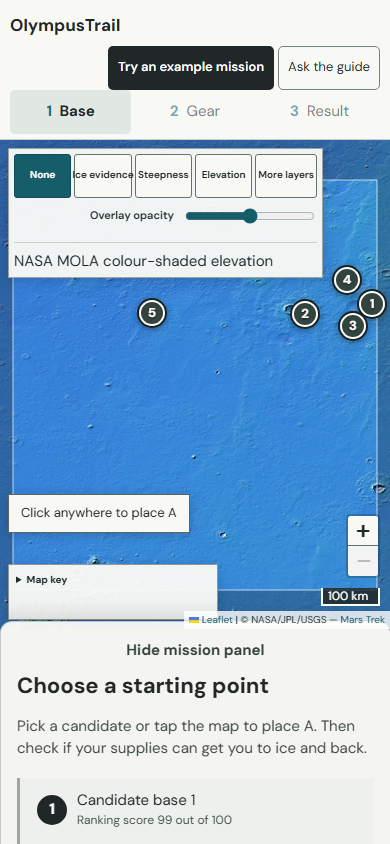 OlympusTrail
Try an example mission
Ask the guide
1 Base
2 Gear
3 Result
None
Ice evidence
Steepness
Elevation
More layers
Overlay opacity
NASA MOLA colour-shaded elevation
4
1
5
2
3
Click anywhere to place A
+
−
Map key
100 km
Leaflet | © NASA/JPL/USGS — Mars Trek
Hide mission panel
Choose a starting point
Pick a candidate or tap the map to place A. Then
check if your supplies can get you to ice and back.
1
Candidate base 1
Ranking score 99 out of 100